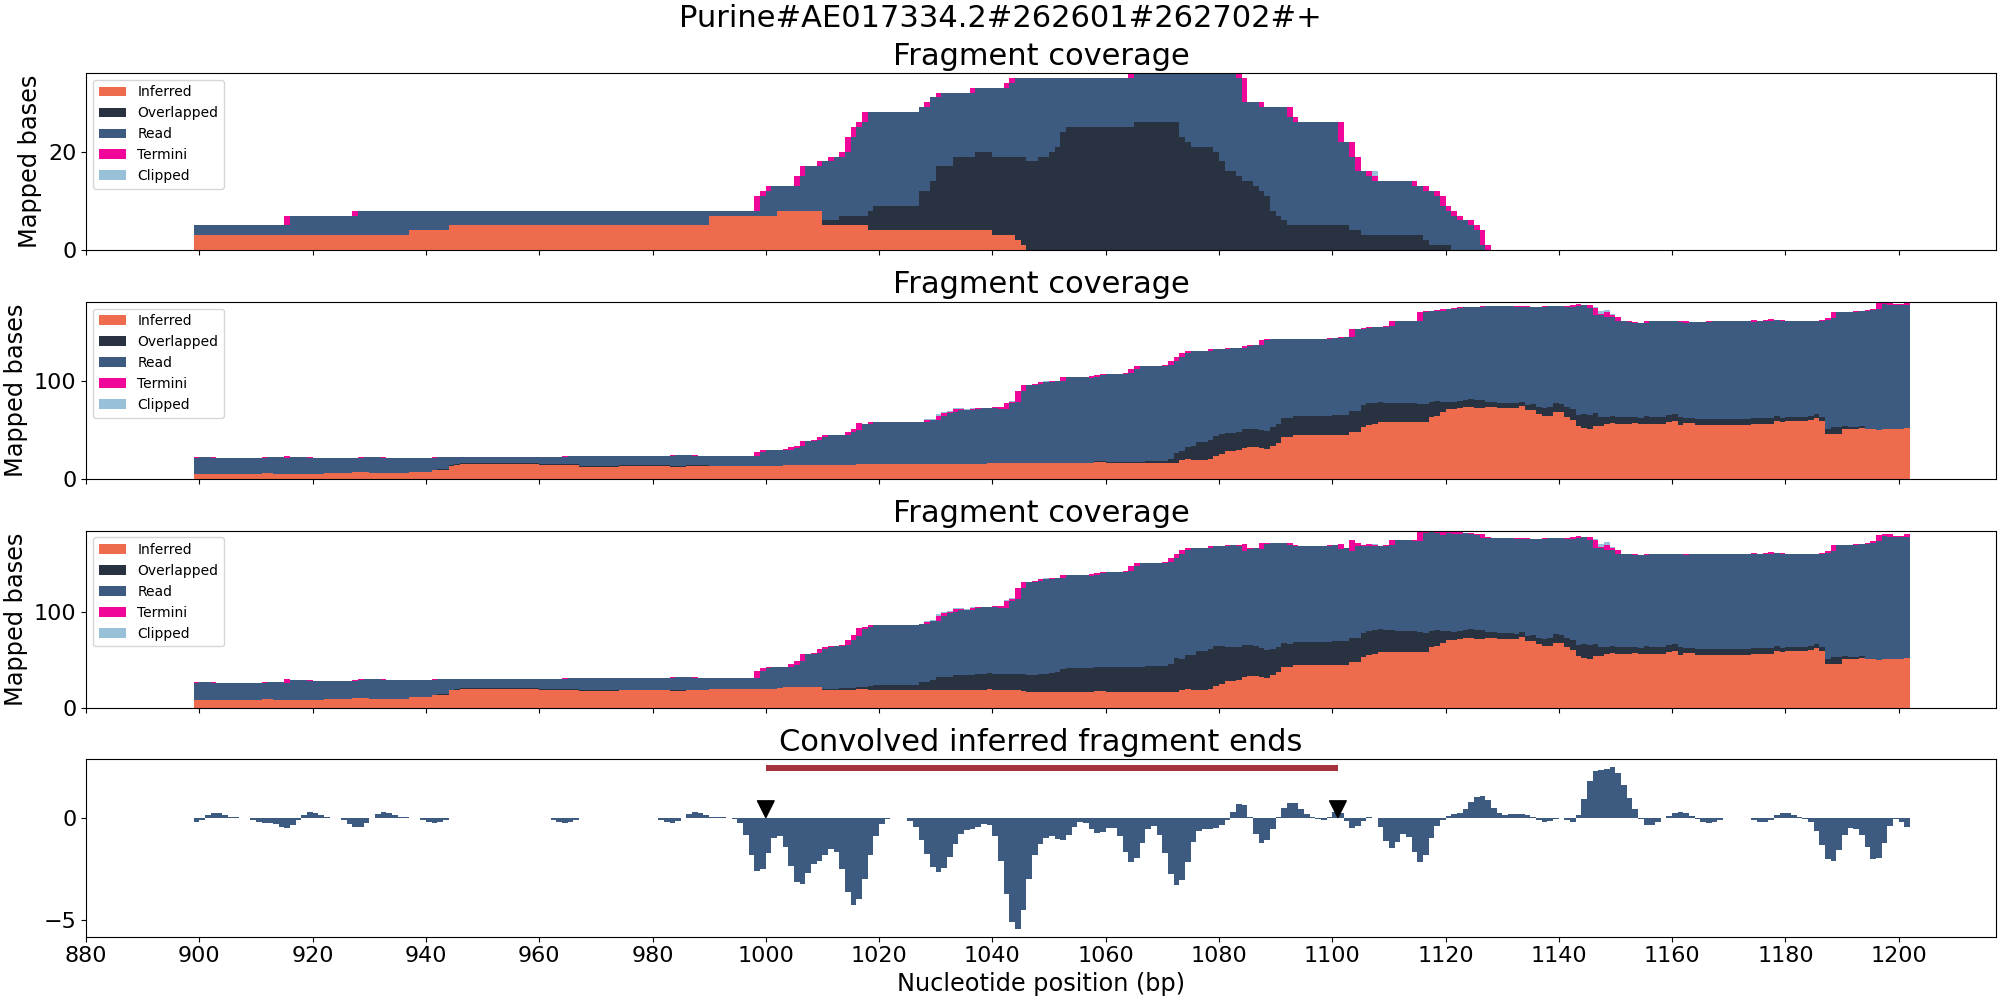 Purine#AE017334.2#262601#262702#+
Fragment coverage
Mapped bases
20
0
Inferred
Overlapped
Read
Termini
Clipped
Fragment coverage
Mapped bases
100
0
Inferred
Overlapped
Read
Termini
Clipped
Fragment coverage
Mapped bases
100
0
Inferred
Overlapped
Read
Termini
Clipped
Convolved inferred fragment ends
0
−5
880 900 920 940 960 980 1000 1020 1040 1060 1080 1100 1120 1140 1160 1180 1200
Nucleotide position (bp)